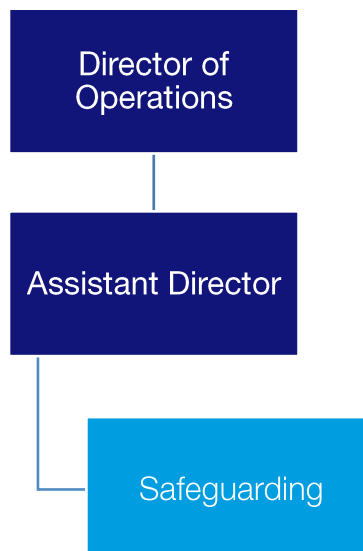 Director of
Operations
Assistant Director
Safeguarding